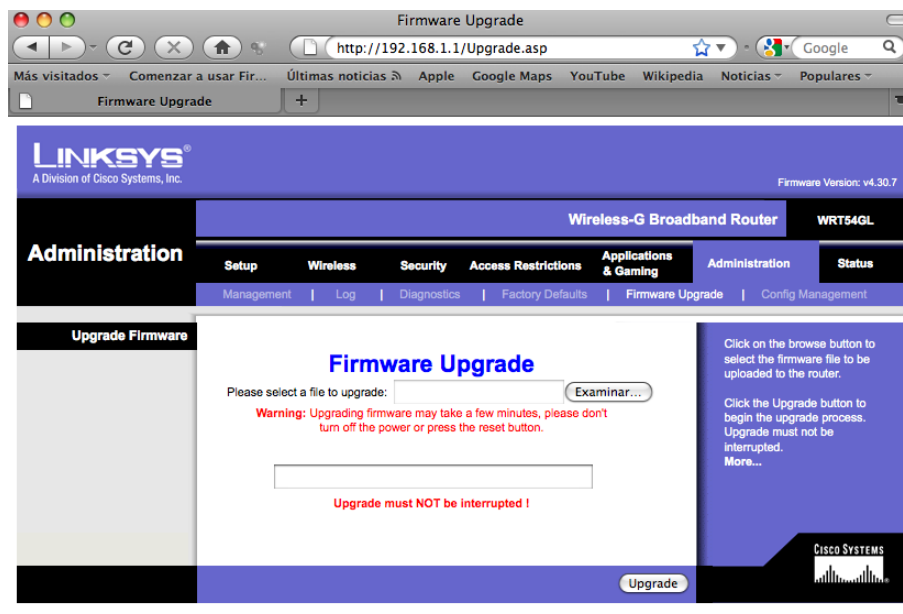 Firmware Upgrade
http://192.168.1.1/Upgrade.asp
Google
Más visitados
Comenzar a usar Fir...
Últimas noticias
Apple
Google Maps
YouTube
Wikipedia
Noticias
Populares
Firmware Upgrade
+
LINKSYS®
A Division of Cisco Systems, Inc.
Firmware Version: v4.30.7
Wireless-G Broadband Router
WRT54GL
Administration
Setup
Wireless
Security
Access Restrictions
Applications
& Gaming
Administration
Status
Management | Log | Diagnostics | Factory Defaults | Firmware Upgrade | Config Management
Upgrade Firmware
Firmware Upgrade
Please select a file to upgrade:
Examinar...
Warning: Upgrading firmware may take a few minutes, please don't
turn off the power or press the reset button.
Upgrade must NOT be interrupted !
Click on the browse button to
select the firmware file to be
uploaded to the router.
Click the Upgrade button to
begin the upgrade process.
Upgrade must not be
interrupted.
More...
Upgrade
CISCO SYSTEMS